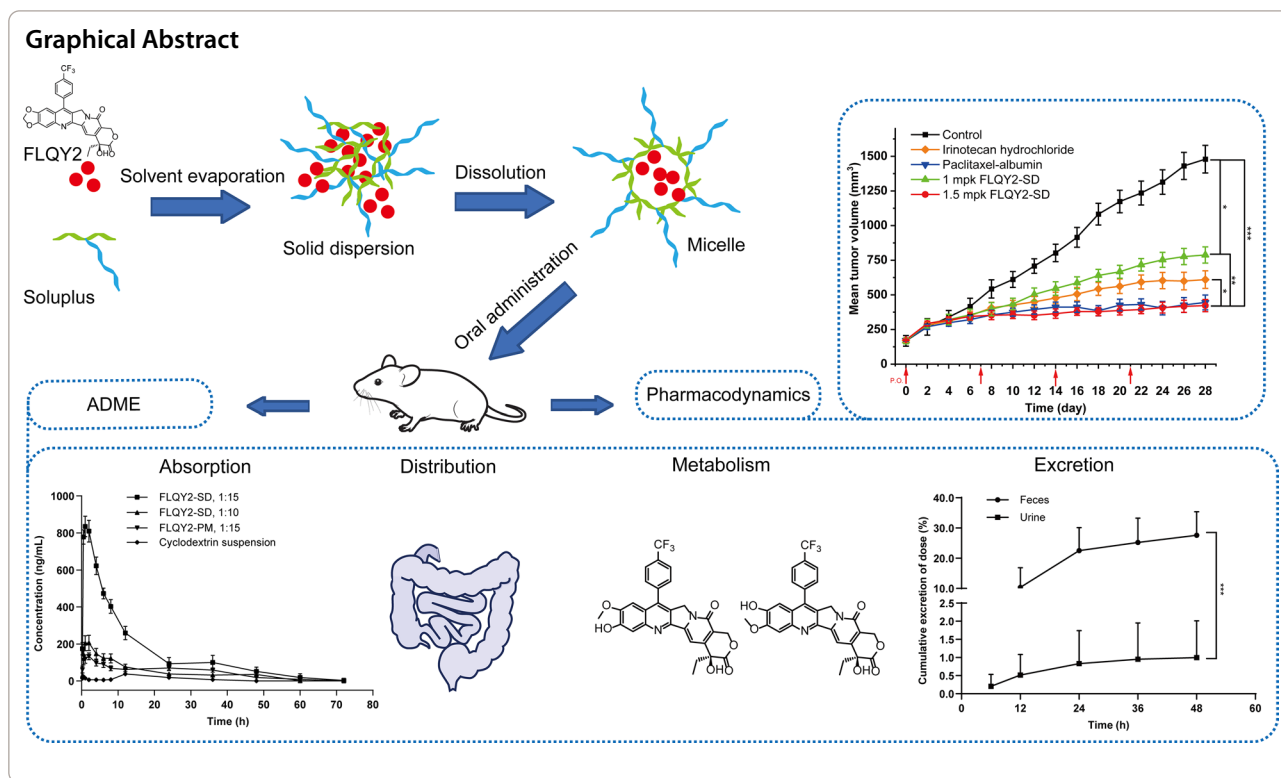 Graphical Abstract
CF3
N
N
O
O
O
O
O
OH
FLQY2
Solvent evaporation
Soluplus
Solid dispersion
Dissolution
Micelle
Oral administration
ADME
Pharmacodynamics
Control
Irinotecan hydrochloride
Paclitaxel-albumin
1 mpk FLQY2-SD
1.5 mpk FLQY2-SD
Mean tumor volume (mm3)
1500
1250
1000
750
500
250
0
P.O.
0 2 4 6 8 10 12 14 16 18 20 22 24 26 28
Time (day)
*
***
**
*
Absorption
FLQY2-SD, 1:15
FLQY2-SD, 1:10
FLQY2-PM, 1:15
Cyclodextrin suspension
Concentration (ng/mL)
1000
800
600
400
200
0
0 10 20 30 40 50 60 70 80
Time (h)
Distribution
Metabolism
CF3
O
HO
N
N
O
O
O
OH
CF3
HO
O
N
N
O
O
O
OH
Excretion
Feces
Urine
Cumulative excretion of dose (%)
40.0
30.0
20.0
10.0
2.0
1.5
1.0
0.5
0.0
0 12 24 36 48 60
Time (h)
***